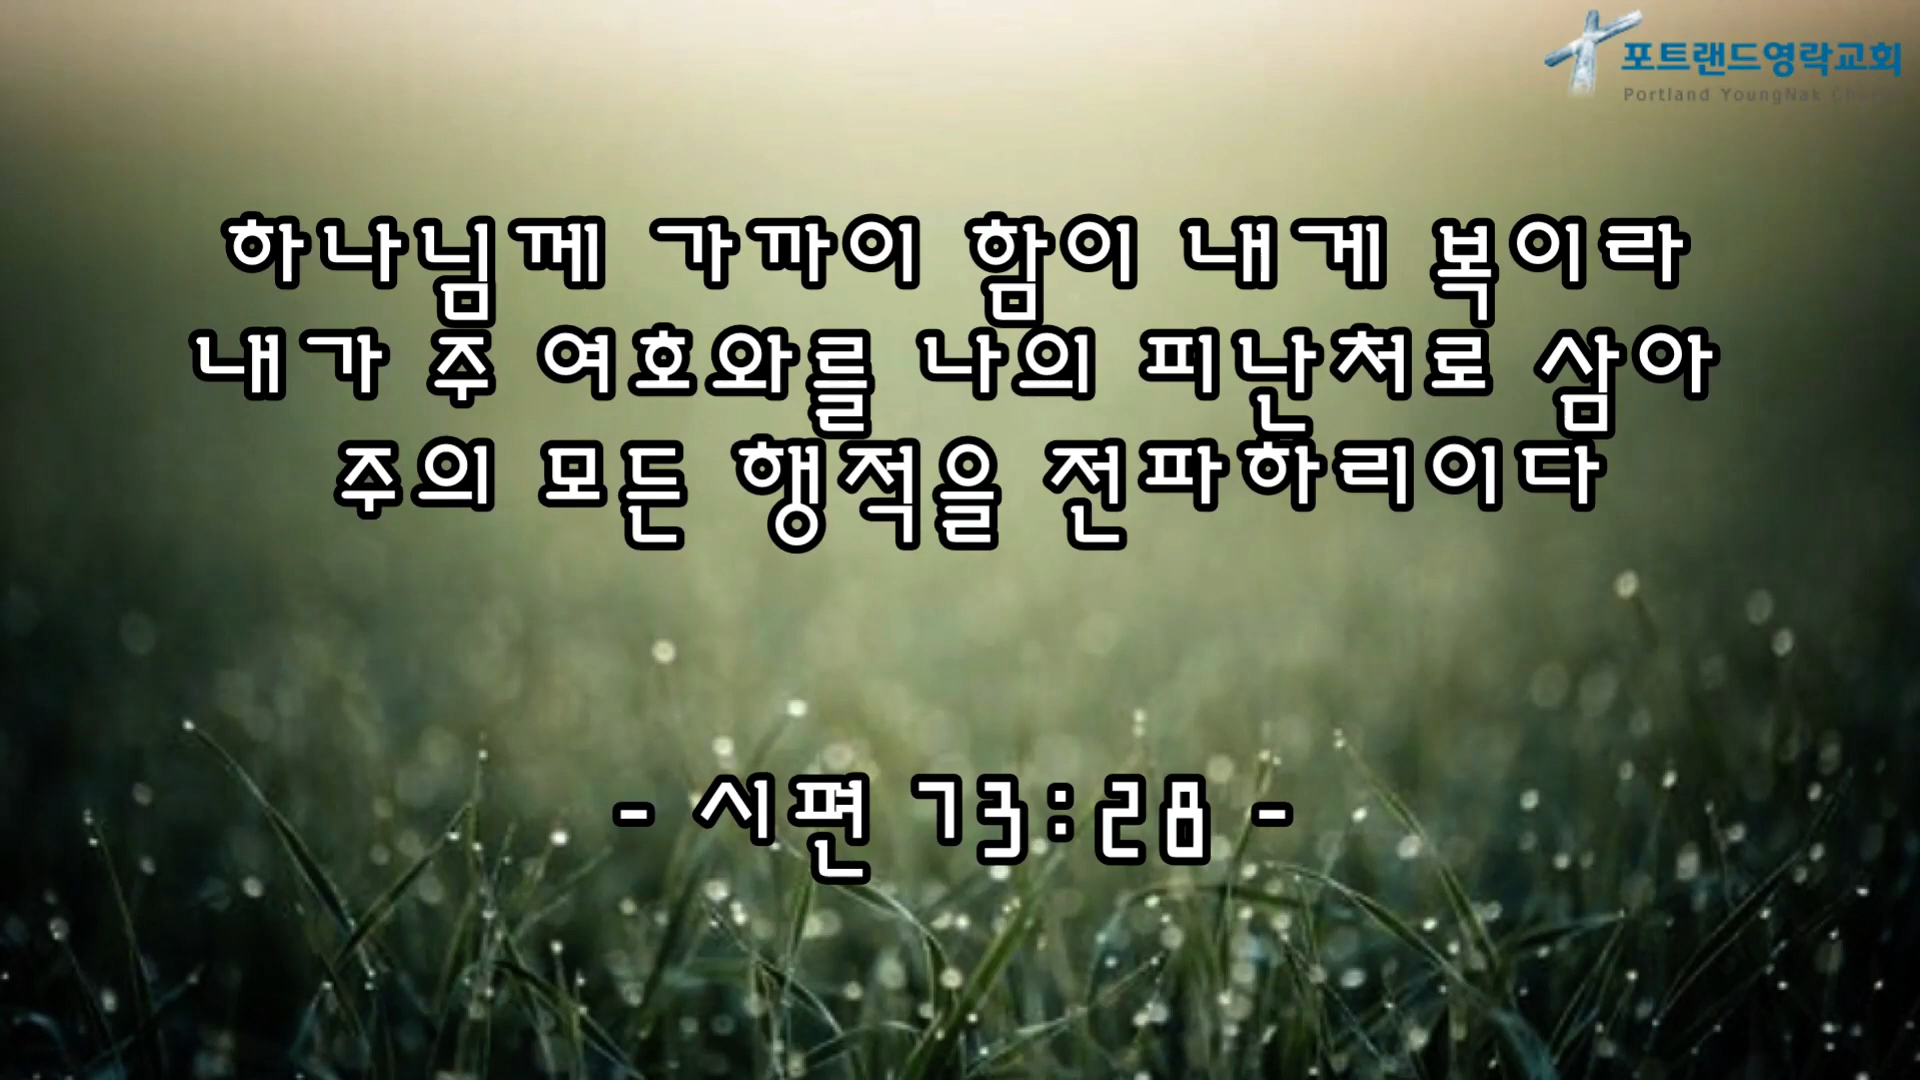 포트랜드영락교회
Portland YoungNak
하나님께 가까이 함이 내게 복이라
내가 주 여호와를 나의 피난처로 삼아
주의 모든 행적을 전파하리이다
- 시편 73:28 -